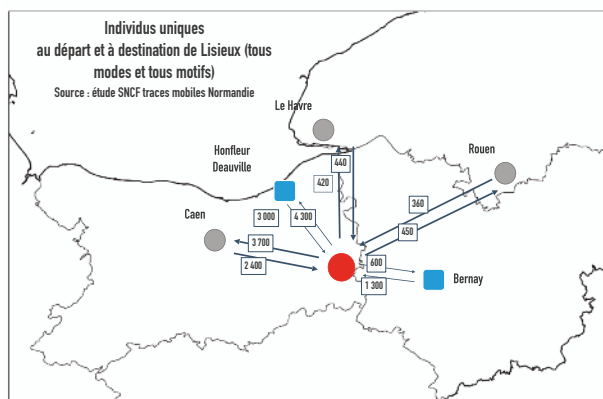 Individus uniques
au départ et à destination de Lisieux (tous
modes et tous motifs)
Source : étude SNCF traces mobiles Normandie
Le Havre
Honfleur
Deauville
Rouen
Caen
Bernay
440
420
360
450
3 000
4 300
3 700
2 400
600
1 300